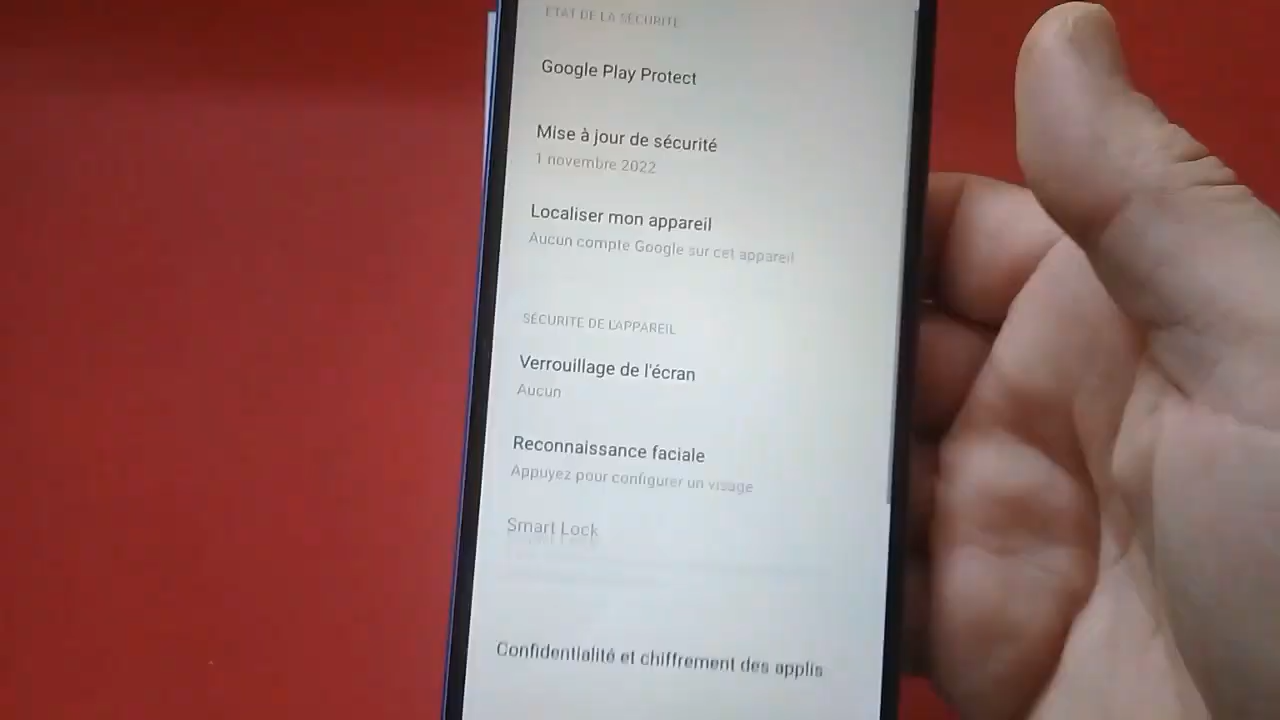 ÉTAT DE LA SÉCURITÉ
Google Play Protect
Mise à jour de sécurité
1 novembre 2022
Localiser mon appareil
Aucun compte Google sur cet appareil
SÉCURITÉ DE L'APPAREIL
Verrouillage de l'écran
Aucun
Reconnaissance faciale
Appuyez pour configurer un visage
Smart Lock
Confidentialité et chiffrement des applis